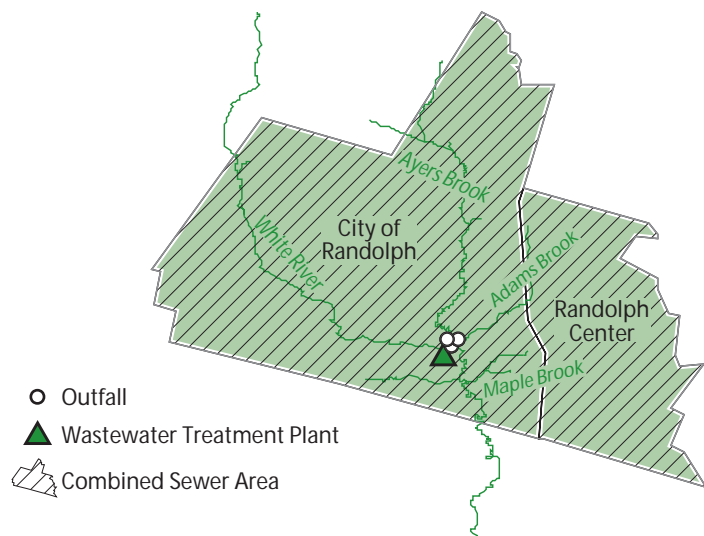 Ayers Brook
City of
Randolph
White River
Adams Brook
Randolph
Center
Maple Brook
Outfall
Wastewater Treatment Plant
Combined Sewer Area